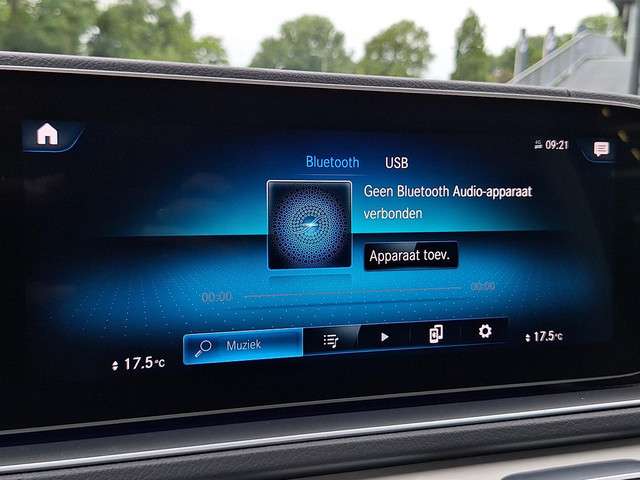 Bluetooth USB
4G 09:21
Geen Bluetooth Audio-apparaat
verbonden
Apparaat toev.
00:00 00:00
Muziek
17.5°C 17.5°C